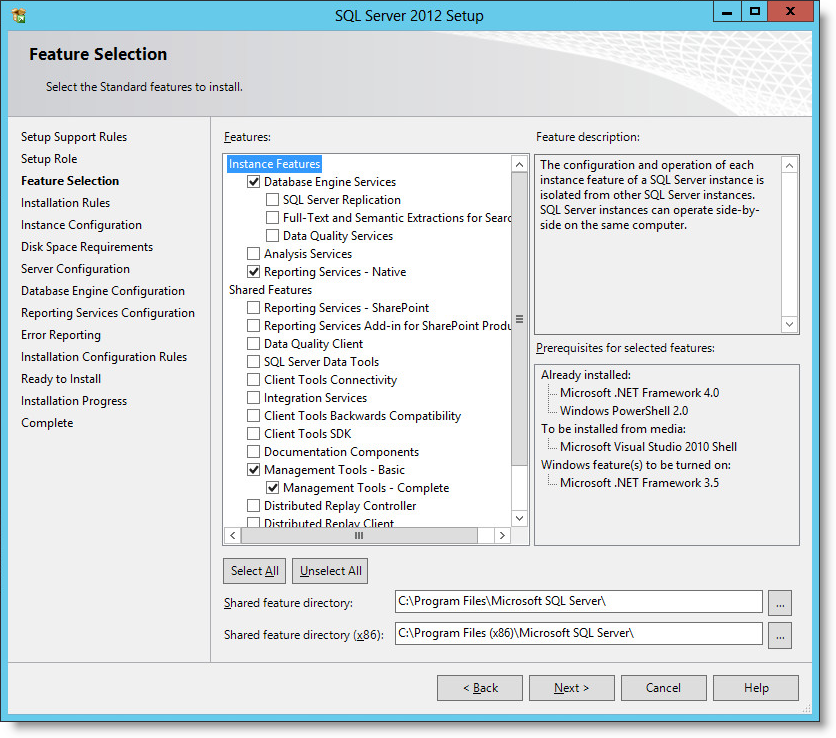 SQL Server 2012 Setup
Feature Selection
Select the Standard features to install.
Setup Support Rules
Setup Role
Feature Selection
Installation Rules
Instance Configuration
Disk Space Requirements
Server Configuration
Database Engine Configuration
Reporting Services Configuration
Error Reporting
Installation Configuration Rules
Ready to Install
Installation Progress
Complete
Features:
Instance Features
Database Engine Services
SQL Server Replication
Full-Text and Semantic Extractions for Searc
Data Quality Services
Analysis Services
Reporting Services - Native
Shared Features
Reporting Services - SharePoint
Reporting Services Add-in for SharePoint Produ
Data Quality Client
SQL Server Data Tools
Client Tools Connectivity
Integration Services
Client Tools Backwards Compatibility
Client Tools SDK
Documentation Components
Management Tools - Basic
Management Tools - Complete
Distributed Replay Controller
Distributed Replay Client
Feature description:
The configuration and operation of each
instance feature of a SQL Server instance is
isolated from other SQL Server instances.
SQL Server instances can operate side-by-
side on the same computer.
Prerequisites for selected features:
Already installed:
Microsoft .NET Framework 4.0
Windows PowerShell 2.0
To be installed from media:
Microsoft Visual Studio 2010 Shell
Windows feature(s) to be turned on:
Microsoft .NET Framework 3.5
Select All
Unselect All
Shared feature directory:
C:\Program Files\Microsoft SQL Server\
...
Shared feature directory (x86):
C:\Program Files (x86)\Microsoft SQL Server\
...
< Back
Next >
Cancel
Help